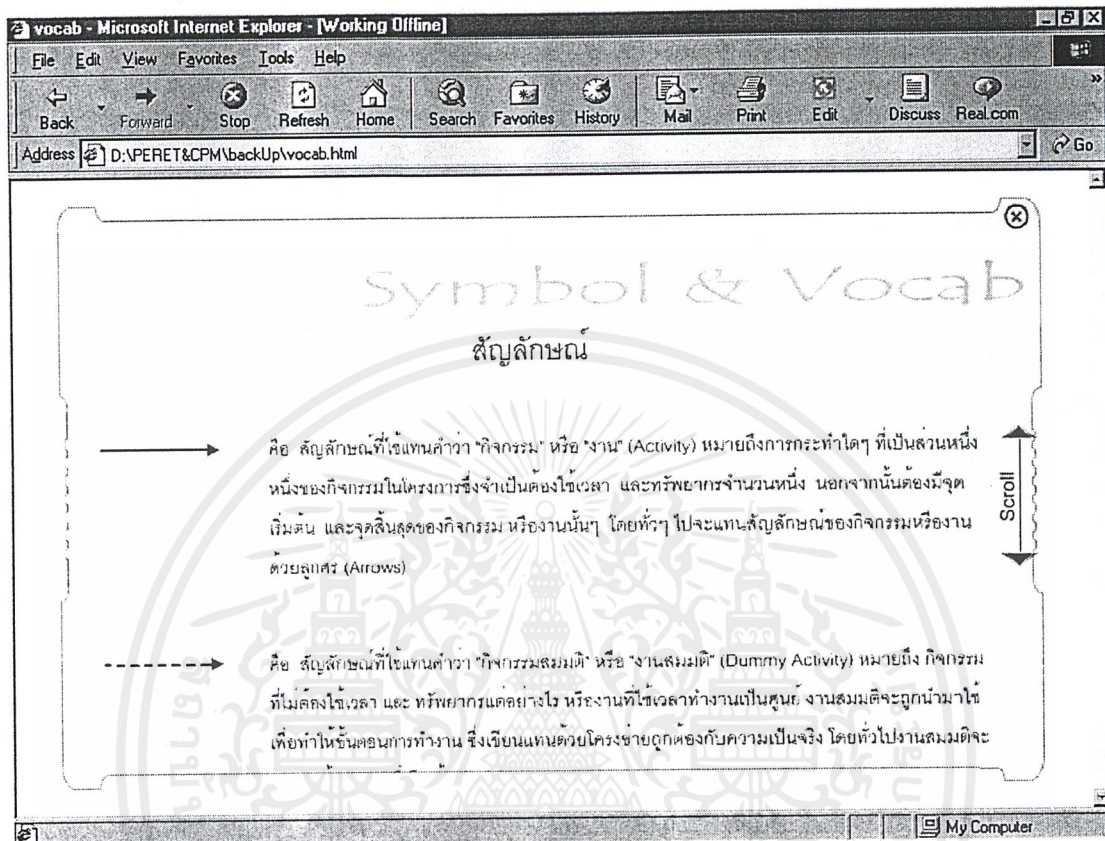 vocab - Microsoft Internet Explorer - [Working Offline]
File Edit View Favorites Tools Help
Back Forward Stop Refresh Home Search Favorites History Mail Print Edit Discuss Real.com
Address D:\PERET&CPM\backUp\vocab.html Go
Symbol & Vocab
สัญลักษณ์
คือ สัญลักษณ์ที่ใช้แทนคำว่า "กิจกรรม" หรือ "งาน" (Activity) หมายถึงการกระทำใดๆ ที่เป็นส่วนหนึ่ง
หนึ่งของกิจกรรมในโครงการซึ่งจำเป็นต้องใช้เวลา และทรัพยากรจำนวนหนึ่ง นอกจากนั้นต้องมีจุด
เริ่มต้น และจุดสิ้นสุดของกิจกรรม หรืองานนั้นๆ โดยทั่วๆ ไปจะแทนสัญลักษณ์ของกิจกรรมหรืองาน
ด้วยลูกศร (Arrows)
Scroll
คือ สัญลักษณ์ที่ใช้แทนคำว่า "กิจกรรมสมมติ" หรือ "งานสมมติ" (Dummy Activity) หมายถึง กิจกรรม
ที่ไม่ต้องใช้เวลา และ ทรัพยากรแต่อย่างไร หรืองานที่ใช้เวลาทำงานเป็นศูนย์ งานสมมติจะถูกนำมาใช้
เพื่อทำให้ขั้นตอนการทำงาน ซึ่งเขียนแทนด้วยโครงข่ายถูกต้องกับความเป็นจริง โดยทั่วไปงานสมมติจะ
My Computer